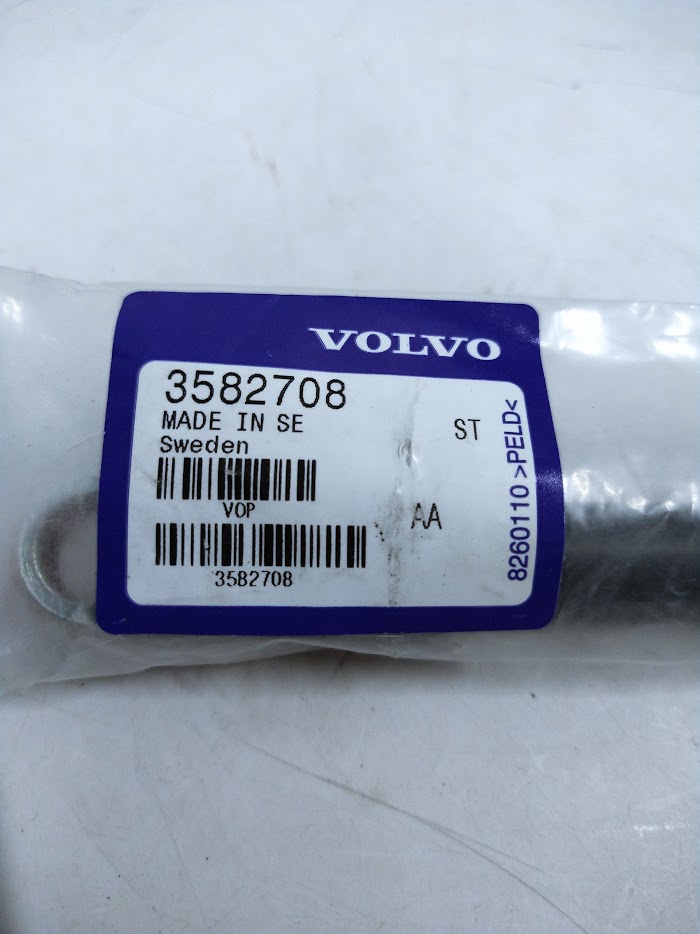 VOLVO
3582708
MADE IN SE
Sweden
ST
VOP
AA
3582708
8260110 >PELD<